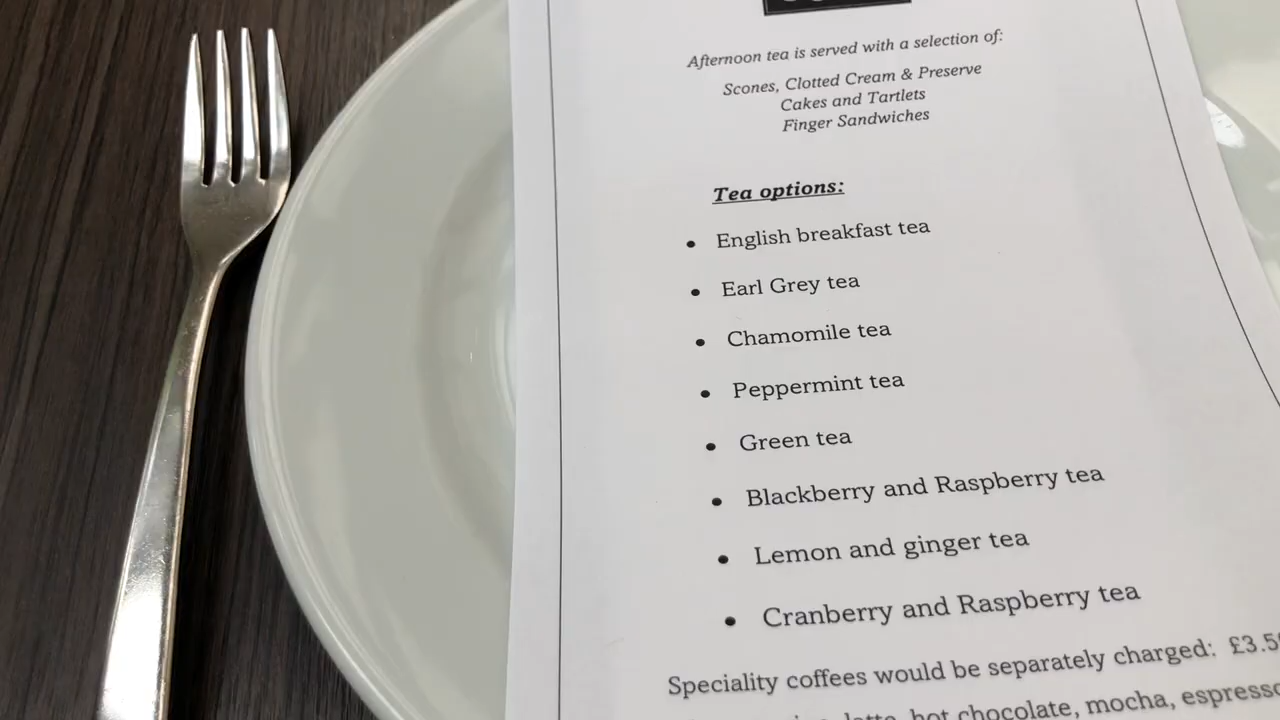 Afternoon tea is served with a selection of:
Scones, Clotted Cream & Preserve
Cakes and Tartlets
Finger Sandwiches
Tea options:
• English breakfast tea
• Earl Grey tea
• Chamomile tea
• Peppermint tea
• Green tea
• Blackberry and Raspberry tea
• Lemon and ginger tea
• Cranberry and Raspberry tea
Speciality coffees would be separately charged:
latte, hot chocolate, mocha, espresso